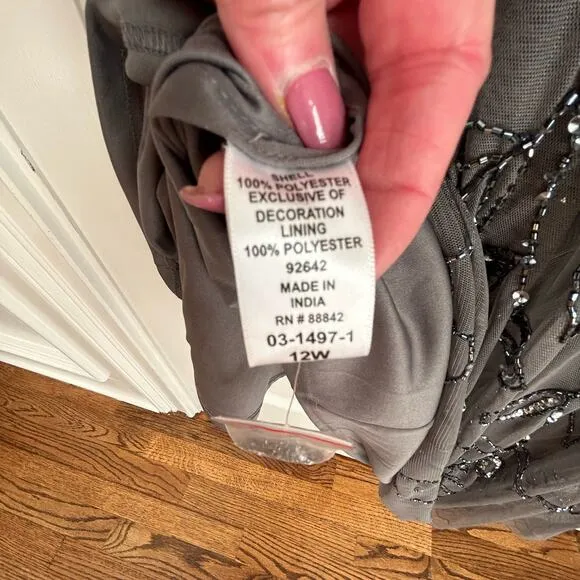 SHELL
100% POLYESTER
EXCLUSIVE OF
DECORATION
LINING
100% POLYESTER
92642
MADE IN
INDIA
RN # 88842
03-1497-1
12W